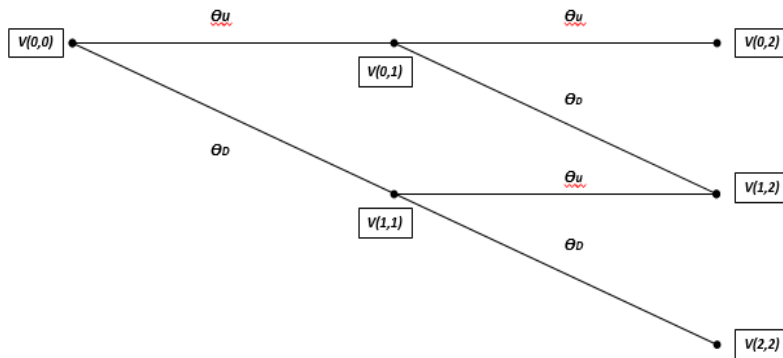 ϴu
ϴu
V(0,0)
V(0,1)
V(0,2)
ϴD
ϴD
ϴu
V(1,2)
V(1,1)
ϴD
V(2,2)